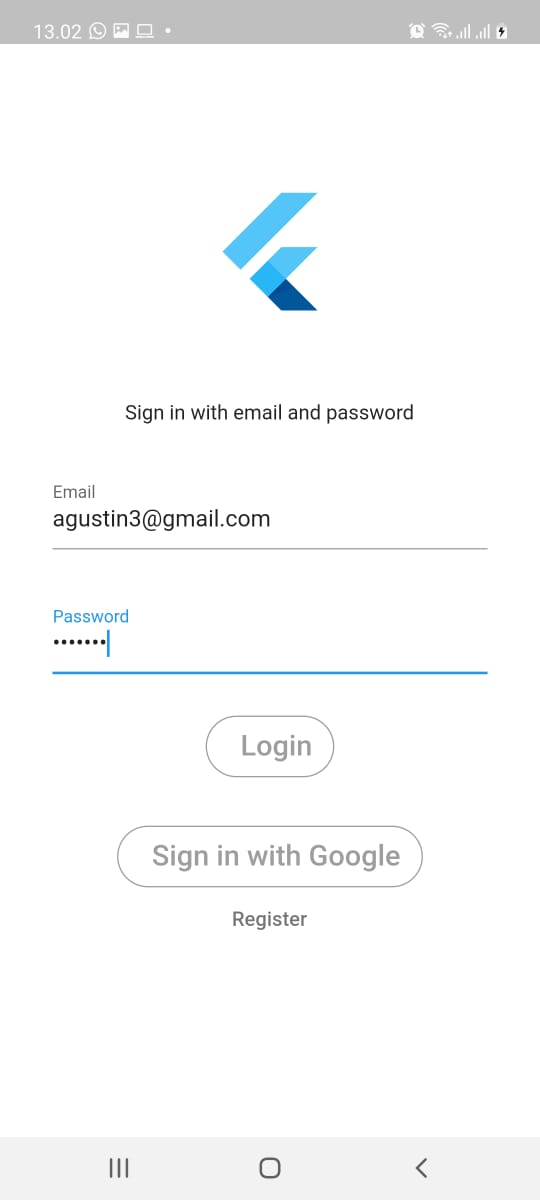 13.02
Sign in with email and password
Email
agustin3@gmail.com
Password
•••••••
Login
Sign in with Google
Register